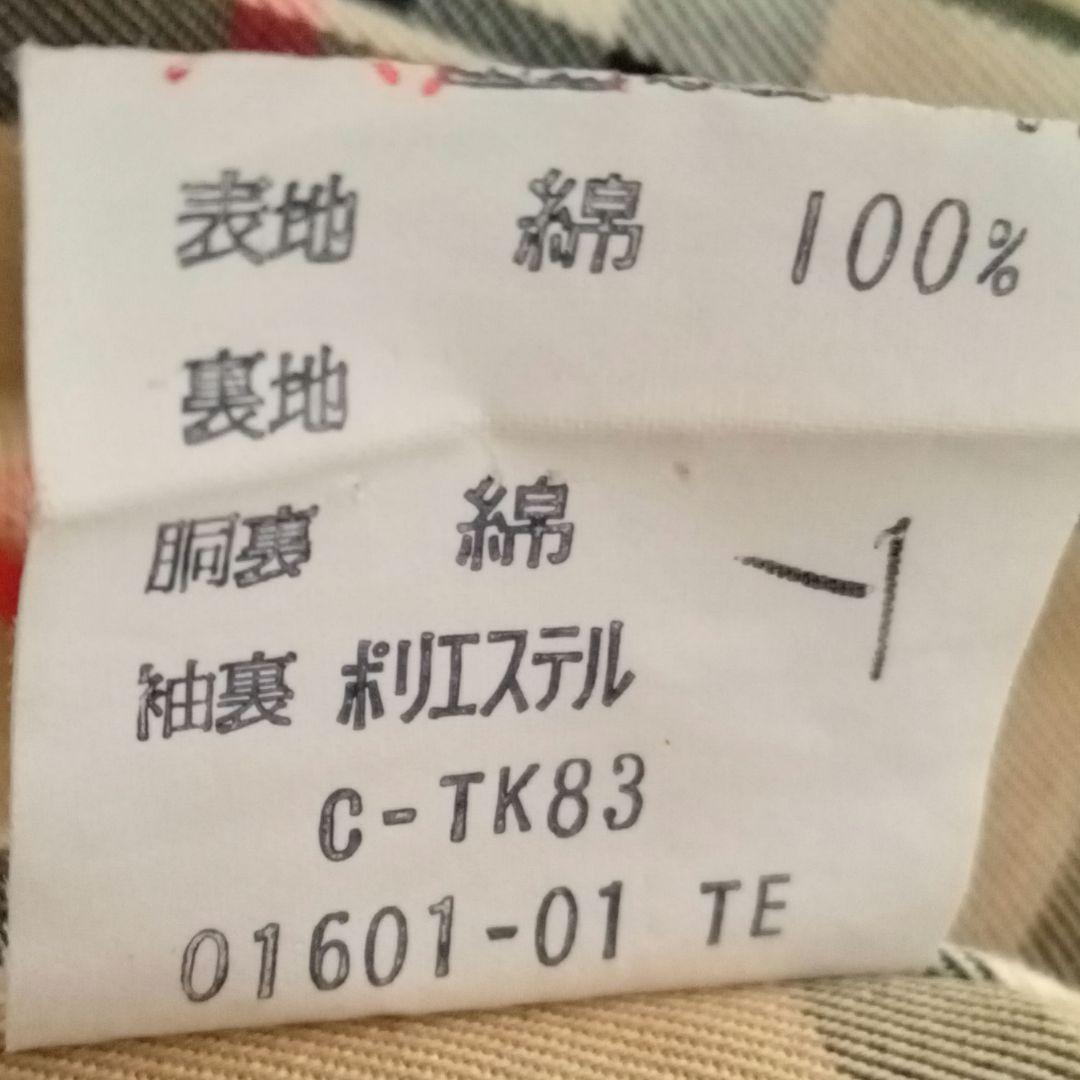 表地 綿 100%
裏地
胴裏 綿
袖裏 ポリエステル
C-TK83
01601-01 TE